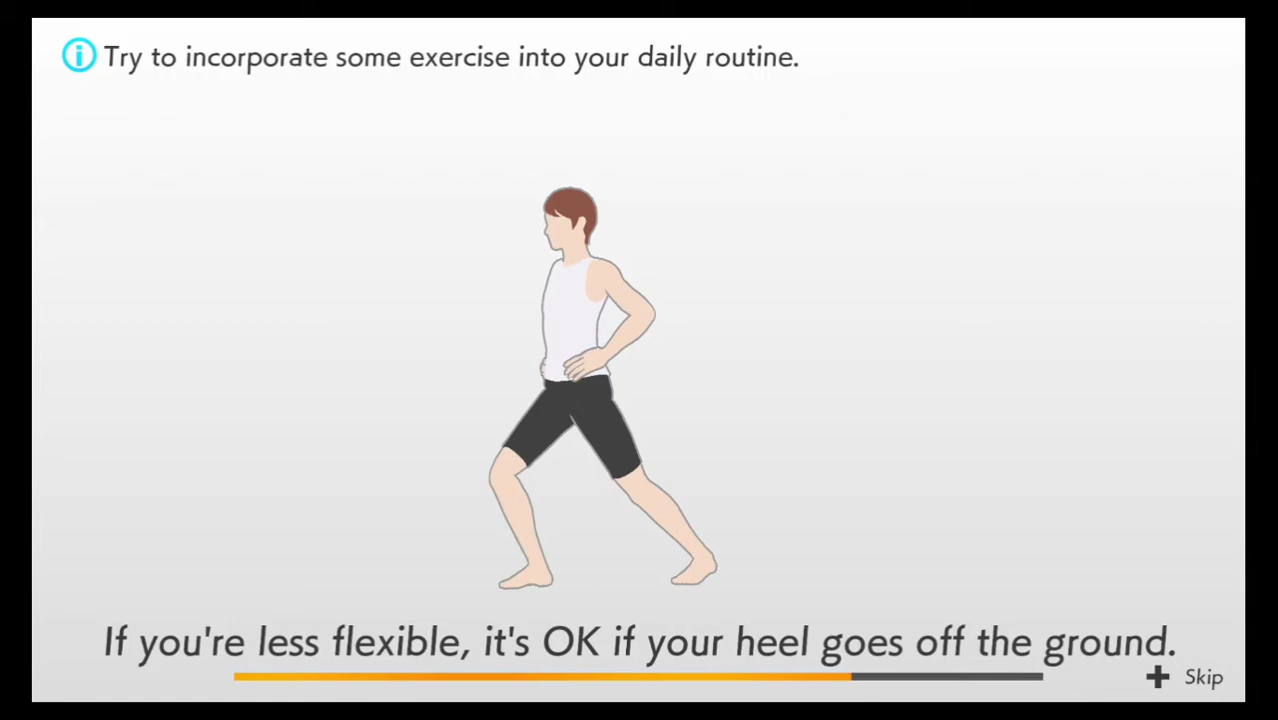 Try to incorporate some exercise into your daily routine.
If you're less flexible, it's OK if your heel goes off the ground.
Skip